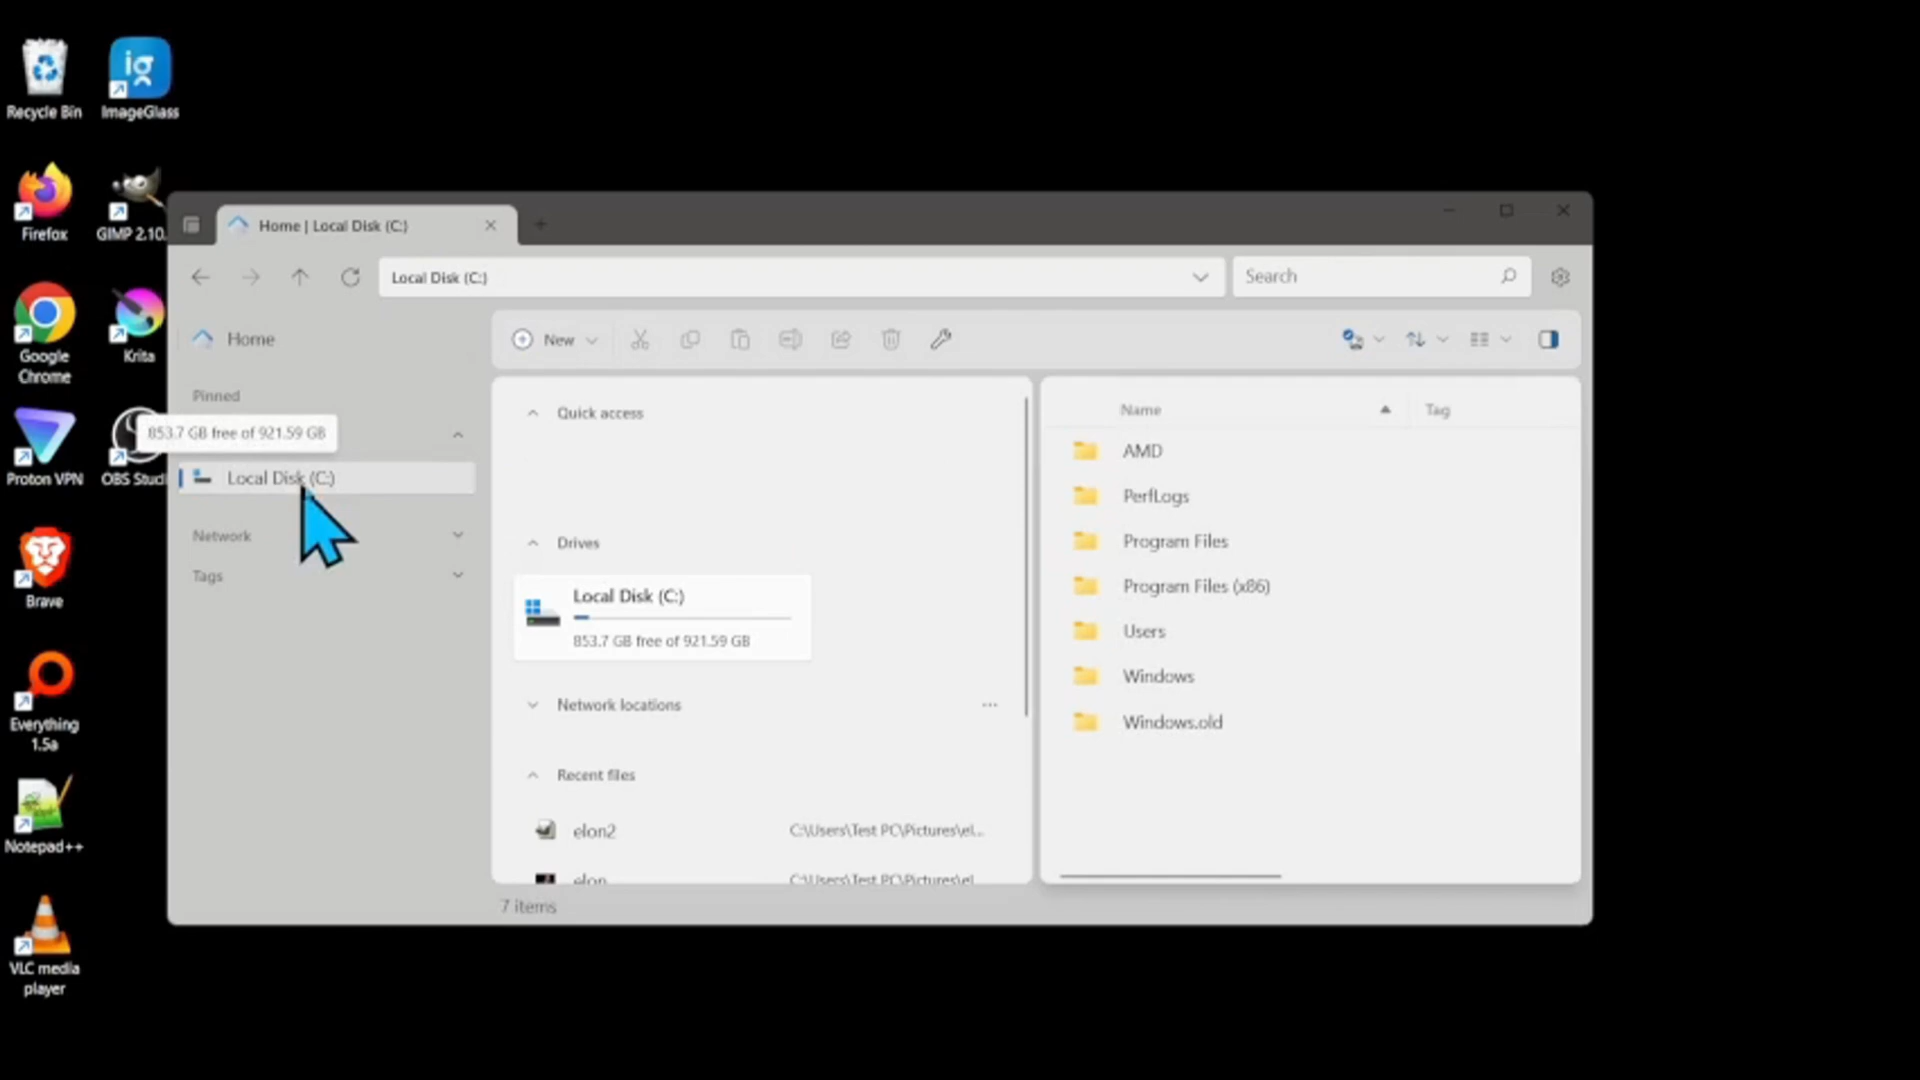 Recycle Bin
ImageGlass
Firefox
GIMP 2.10.
Google
Chrome
Krita
Proton VPN
OBS Studi
Brave
Everything
1.5a
Notepad++
VLC media
player
Home | Local Disk (C:)
Local Disk (C:)
Search
Home
Pinned
853.7 GB free of 921.59 GB
Local Disk (C:)
Network
Tags
New
Quick access
Drives
Local Disk (C:)
853.7 GB free of 921.59 GB
Network locations
Recent files
elon2
C:\Users\Test PC\Pictures\el...
elon
C:\Users\Test PC\Pictures\el
Name
Tag
AMD
PerfLogs
Program Files
Program Files (x86)
Users
Windows
Windows.old
7 items